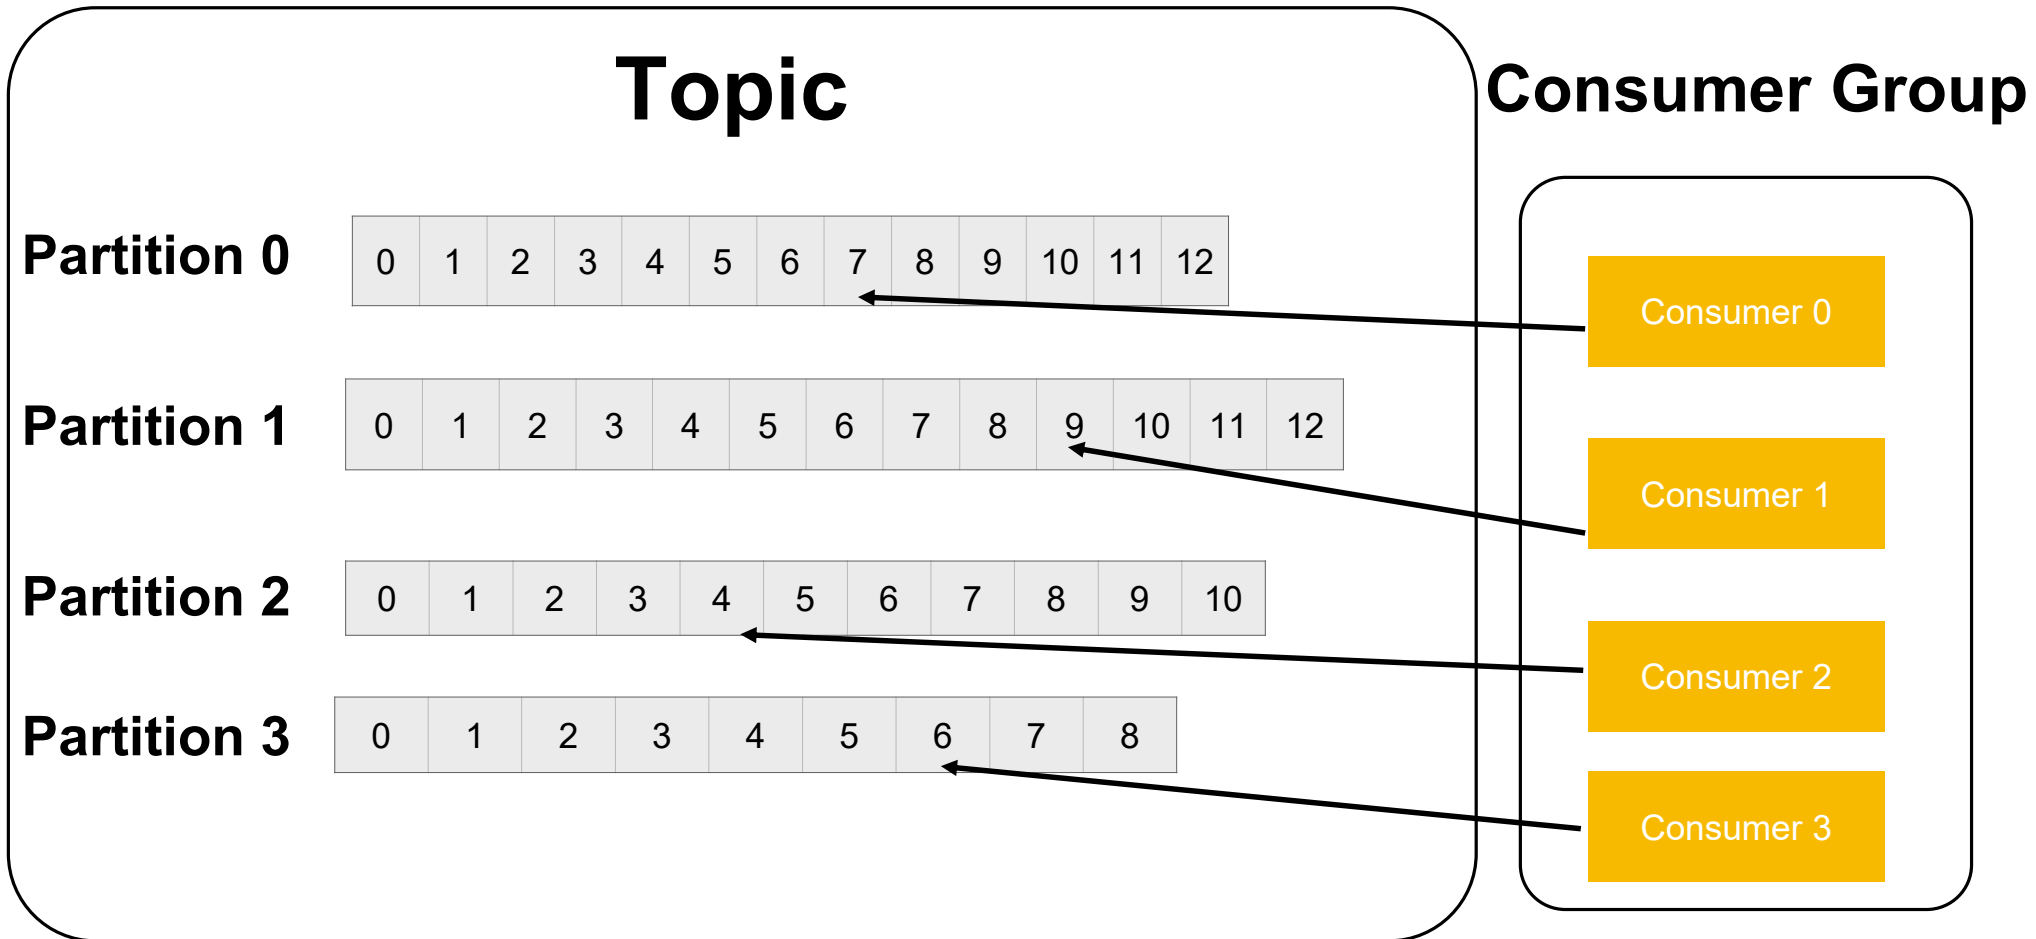 Topic
Consumer Group
Partition 0
0 1 2 3 4 5 6 7 8 9 10 11 12
Consumer 0
Partition 1
0 1 2 3 4 5 6 7 8 9 10 11 12
Consumer 1
Partition 2
0 1 2 3 4 5 6 7 8 9 10
Consumer 2
Partition 3
0 1 2 3 4 5 6 7 8
Consumer 3